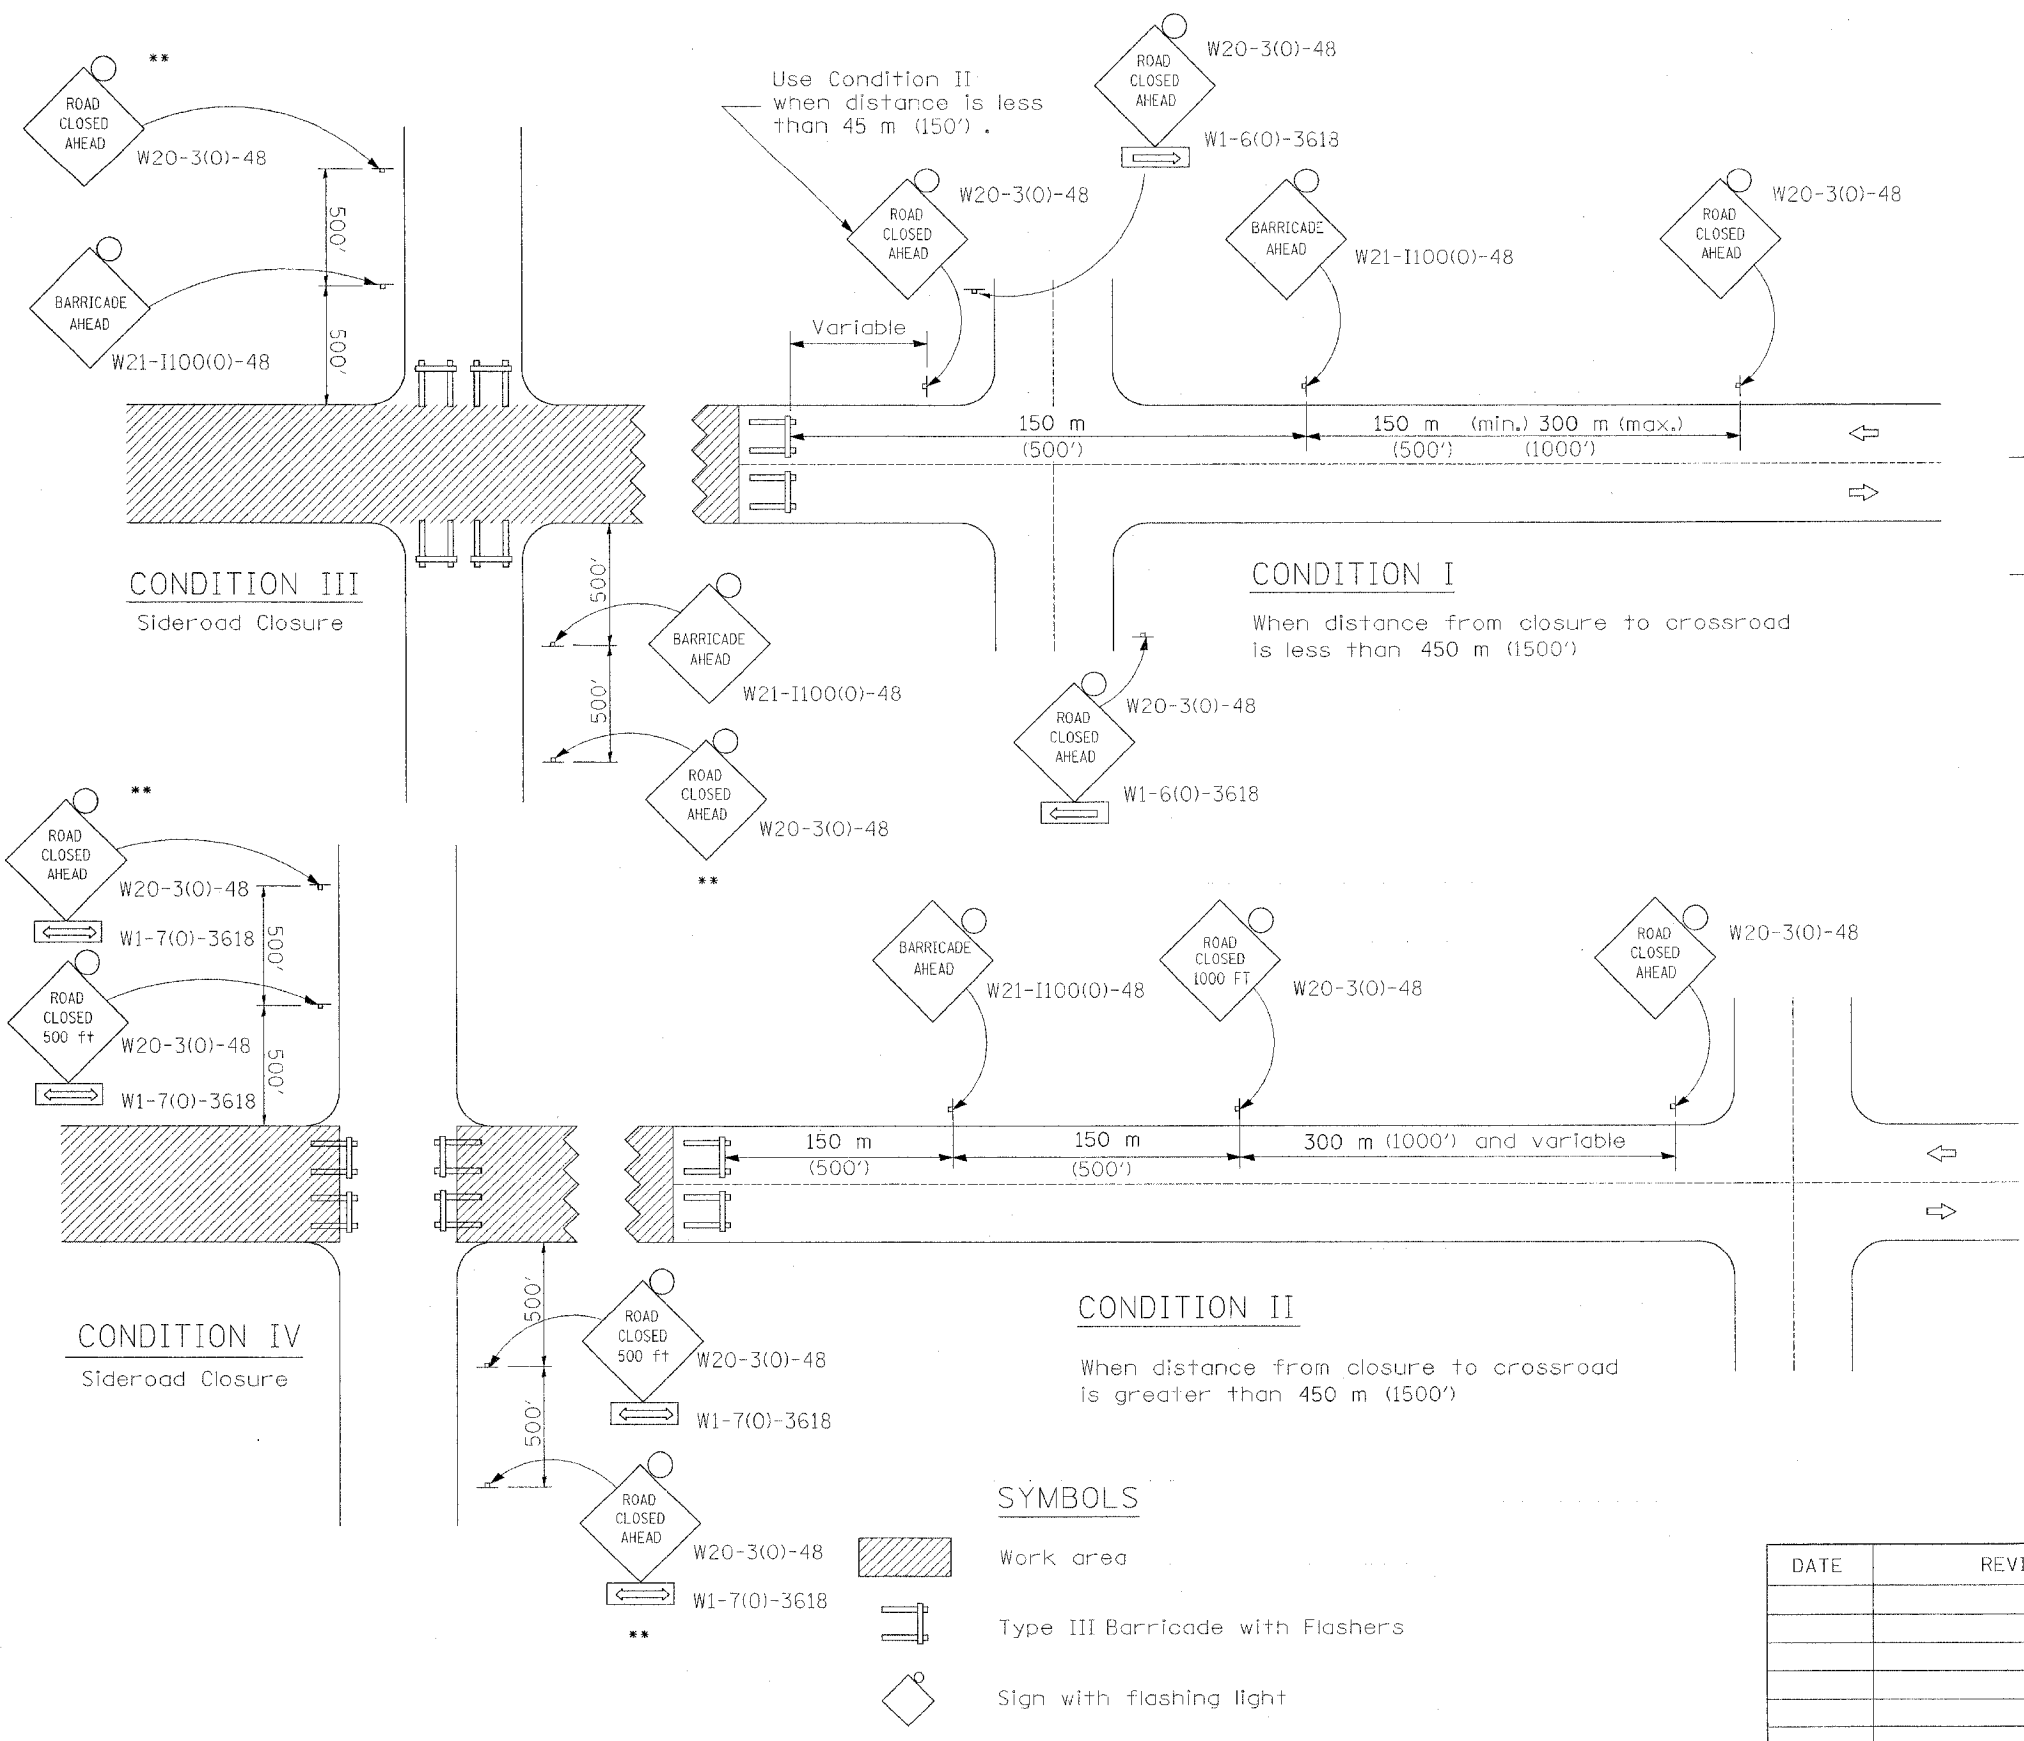 **
ROAD
CLOSED
AHEAD
W20-3(O)-48
500'
BARRICADE
AHEAD
W21-I100(O)-48
500'
Use Condition II
when distance is less
than 45 m (150') .
ROAD
CLOSED
AHEAD
W20-3(O)-48
W1-6(O)-3618
ROAD
CLOSED
AHEAD
W20-3(O)-48
BARRICADE
AHEAD
W21-I100(O)-48
ROAD
CLOSED
AHEAD
W20-3(O)-48
Variable
150 m
(500')
150 m (min.) 300 m (max.)
(500') (1000')
CONDITION III
Sideroad Closure
500'
BARRICADE
AHEAD
W21-I100(O)-48
500'
ROAD
CLOSED
AHEAD
W20-3(O)-48
**
CONDITION I
When distance from closure to crossroad
is less than 450 m (1500')
ROAD
CLOSED
AHEAD
W20-3(O)-48
W1-6(O)-3618
**
ROAD
CLOSED
AHEAD
W20-3(O)-48
W1-7(O)-3618
500'
ROAD
CLOSED
500 ft
W20-3(O)-48
W1-7(O)-3618
500'
BARRICADE
AHEAD
W21-I100(O)-48
ROAD
CLOSED
1000 FT
W20-3(O)-48
ROAD
CLOSED
AHEAD
W20-3(O)-48
150 m
(500')
150 m
(500')
300 m (1000') and variable
CONDITION IV
Sideroad Closure
500'
ROAD
CLOSED
500 ft
W20-3(O)-48
W1-7(O)-3618
500'
ROAD
CLOSED
AHEAD
W20-3(O)-48
W1-7(O)-3618
**
CONDITION II
When distance from closure to crossroad
is greater than 450 m (1500')
SYMBOLS
Work area
Type III Barricade with Flashers
Sign with flashing light
DATE
REVI